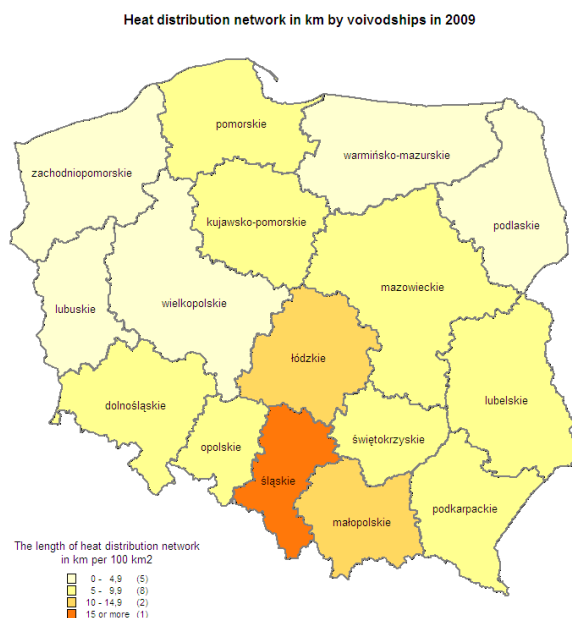 Heat distribution network in km by voivodships in 2009
pomorskie
warmińsko-mazurskie
zachodniopomorskie
kujawsko-pomorskie
podlaskie
mazowieckie
lubuskie
wielkopolskie
łódzkie
dolnośląskie
lubelskie
opolskie
świętokrzyskie
śląskie
podkarpackie
małopolskie
The length of heat distribution network
in km per 100 km2
0 - 4,9 (5)
5 - 9,9 (8)
10 - 14,9 (2)
15 or more (1)